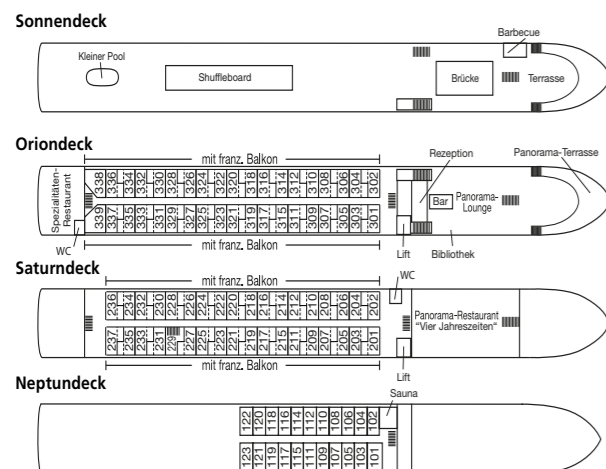 Sonnendeck
Barbecue
Kleiner Pool
Shuffleboard
Brücke
Terrasse
Oriondeck
mit franz. Balkon
Rezeption
Panorama-Terrasse
Spezialitäten-
Restaurant
338 336 334 332 330 328 326 324 322 320 318 316 314 312 310 308 306 304 302
339 337 335 333 331 329 327 325 323 321 319 317 315 311 309 307 305 303 301
Bar
Panorama-
Lounge
WC
mit franz. Balkon
Lift
Bibliothek
Saturndeck
mit franz. Balkon
WC
236 234 232 230 228 226 224 222 220 218 216 214 212 210 208 206 204 202
237 235 233 231 229 227 225 223 221 219 217 215 211 209 207 205 203 201
Panorama-Restaurant
"Vier Jahreszeiten"
mit franz. Balkon
Lift
Neptundeck
Sauna
122 120 118 116 114 112 110 108 106 104 102
123 121 119 117 115 111 109 107 105 103 101